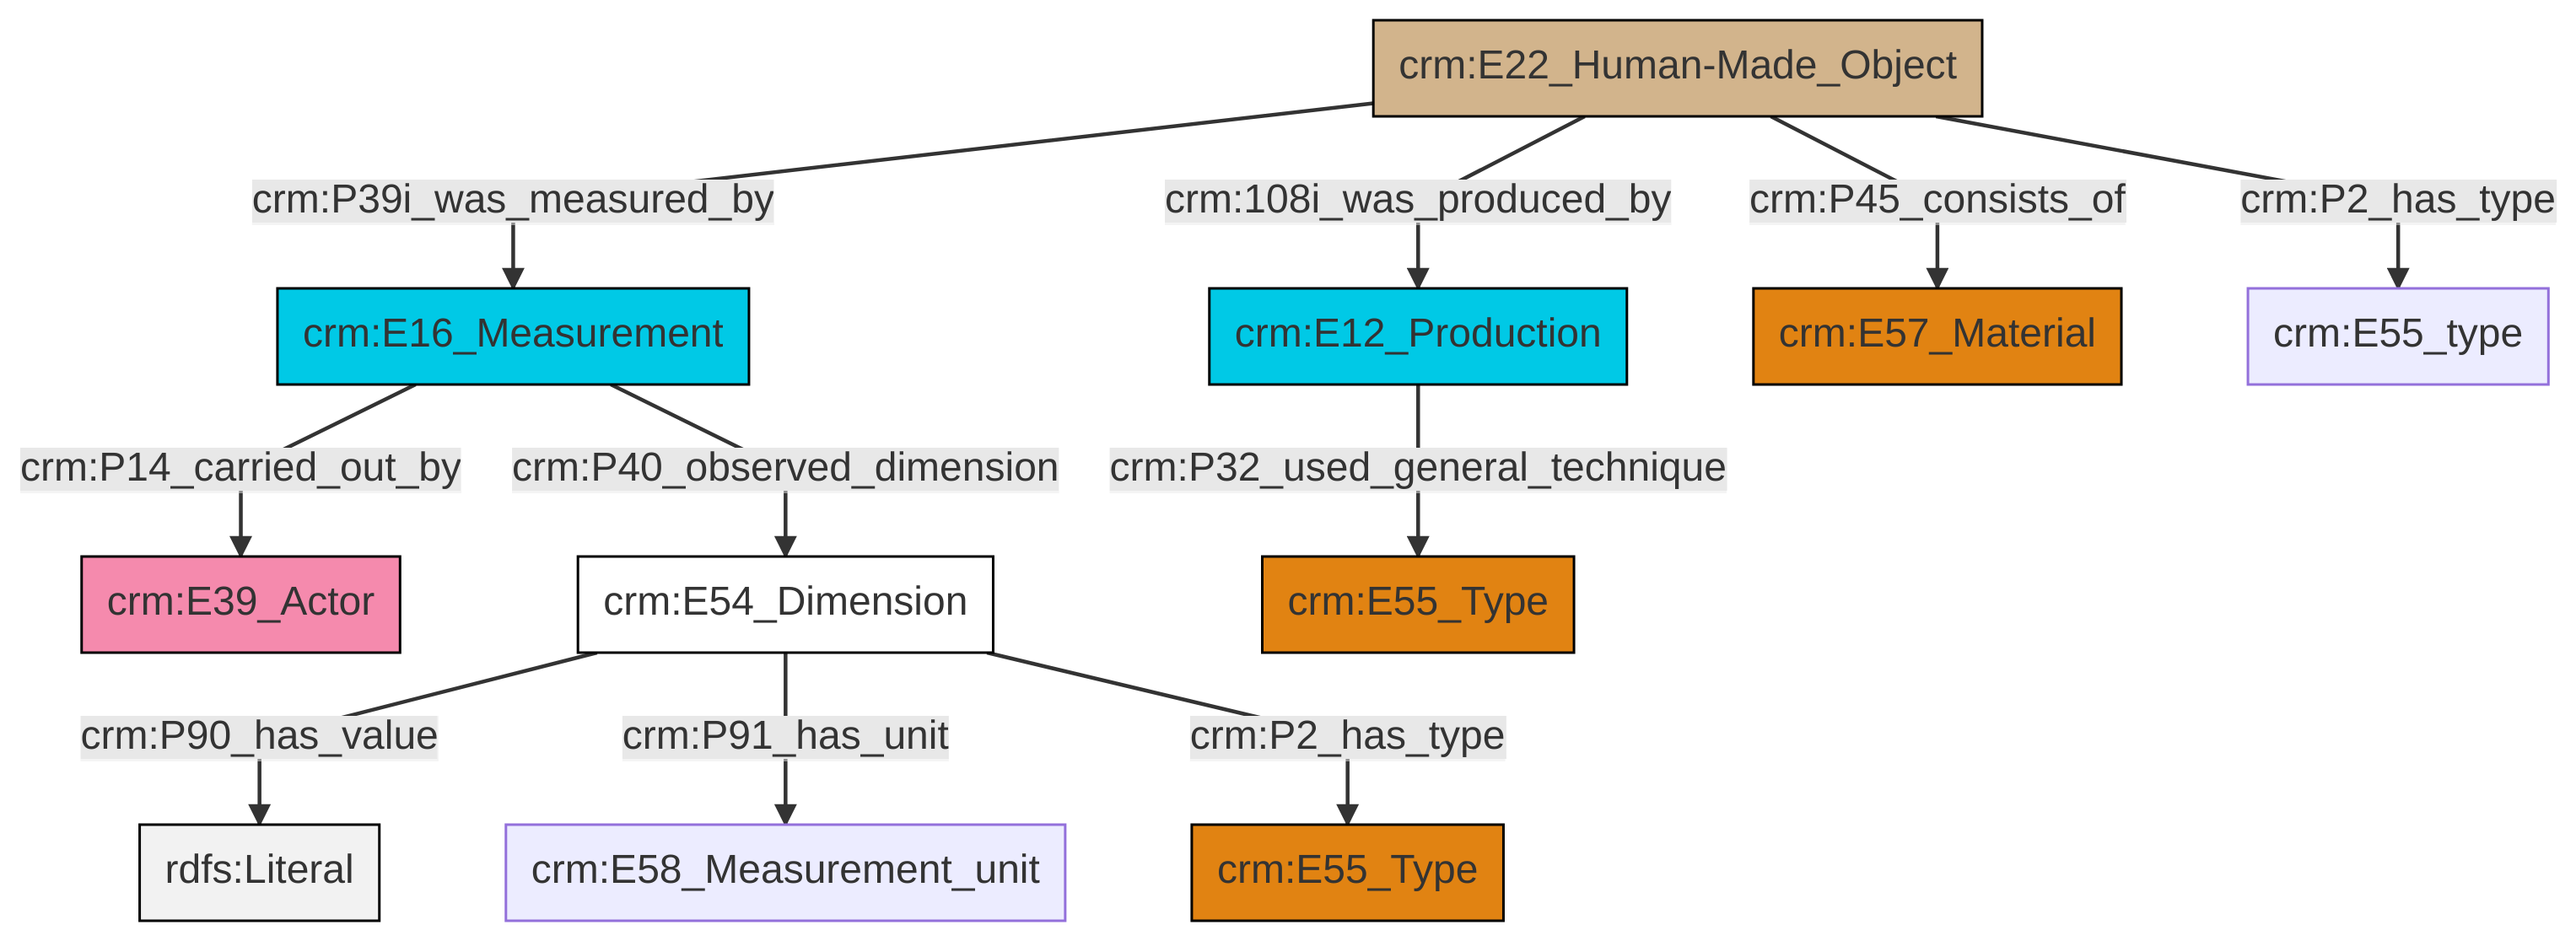 crm:E22_Human-Made_Object
crm:P39i_was_measured_by
crm:108i_was_produced_by
crm:P45_consists_of
crm:P2_has_type
crm:E16_Measurement
crm:E12_Production
crm:E57_Material
crm:E55_type
crm:P14_carried_out_by
crm:P40_observed_dimension
crm:P32_used_general_technique
crm:E39_Actor
crm:E54_Dimension
crm:E55_Type
crm:P90_has_value
crm:P91_has_unit
crm:P2_has_type
rdfs:Literal
crm:E58_Measurement_unit
crm:E55_Type